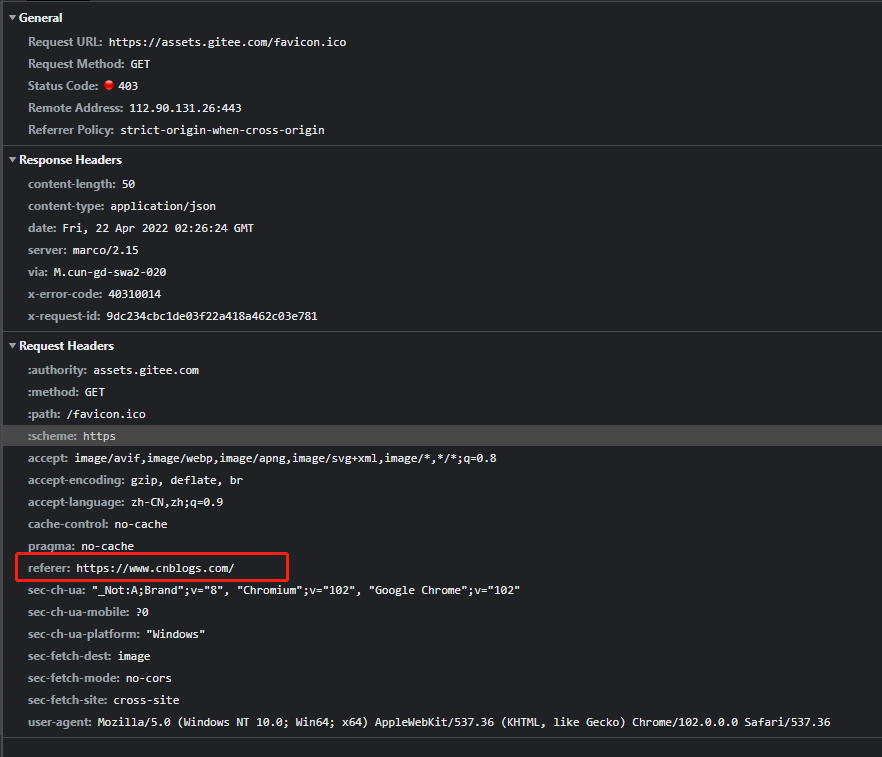 General
Request URL: https://assets.gitee.com/favicon.ico
Request Method: GET
Status Code: 403
Remote Address: 112.90.131.26:443
Referrer Policy: strict-origin-when-cross-origin
Response Headers
content-length: 50
content-type: application/json
date: Fri, 22 Apr 2022 02:26:24 GMT
server: marco/2.15
via: M.cun-gd-swa2-020
x-error-code: 40310014
x-request-id: 9dc234cbc1de03f22a418a462c03e781
Request Headers
:authority: assets.gitee.com
:method: GET
:path: /favicon.ico
:scheme: https
accept: image/avif,image/webp,image/apng,image/svg+xml,image/*,*/*;q=0.8
accept-encoding: gzip, deflate, br
accept-language: zh-CN,zh;q=0.9
cache-control: no-cache
pragma: no-cache
referer: https://www.cnblogs.com/
sec-ch-ua: "_Not:A;Brand";v="8", "Chromium";v="102", "Google Chrome";v="102"
sec-ch-ua-mobile: ?0
sec-ch-ua-platform: "Windows"
sec-fetch-dest: image
sec-fetch-mode: no-cors
sec-fetch-site: cross-site
user-agent: Mozilla/5.0 (Windows NT 10.0; Win64; x64) AppleWebKit/537.36 (KHTML, like Gecko) Chrome/102.0.0.0 Safari/537.36